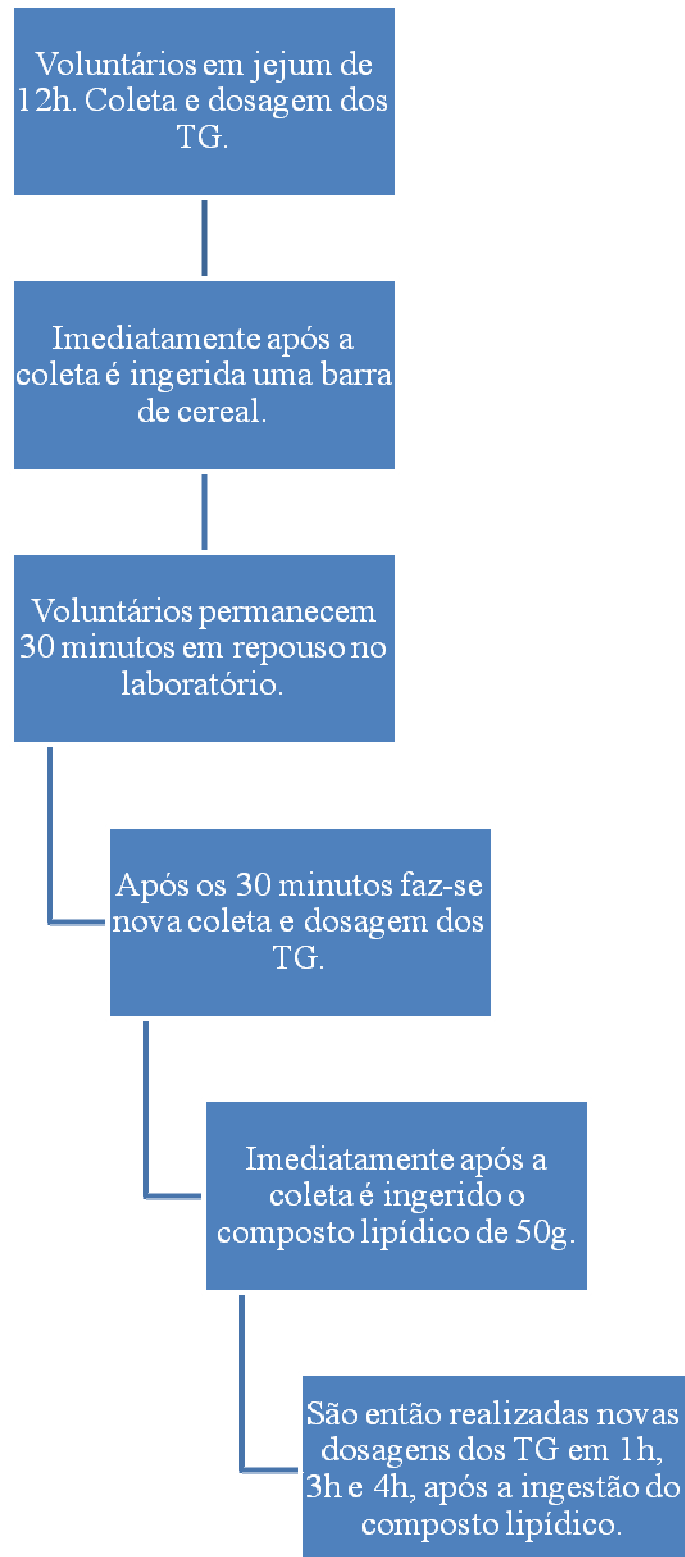 Voluntários em jejum de
12h. Coleta e dosagem dos
TG.
Imediatamente após a
coleta é ingerida uma barra
de cereal.
Voluntários permanecem
30 minutos em repouso no
laboratório.
Após os 30 minutos faz-se
nova coleta e dosagem dos
TG.
Imediatamente após a
coleta é ingerido o
composto lipídico de 50g.
São então realizadas novas
dosagens dos TG em 1h,
3h e 4h, após a ingestão do
composto lipídico.